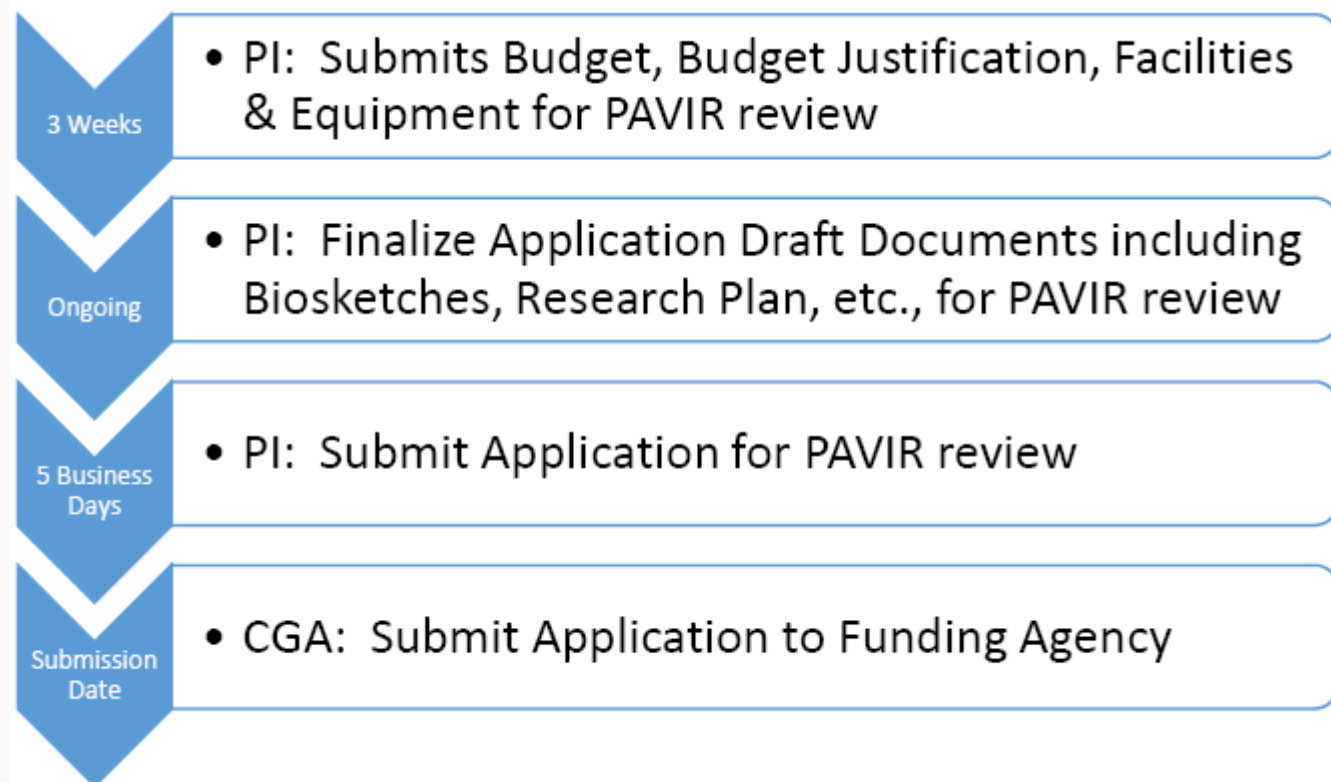 3 Weeks
• PI:  Submits Budget, Budget Justification, Facilities
& Equipment for PAVIR review
Ongoing
• PI:  Finalize Application Draft Documents including
Biosketches, Research Plan, etc., for PAVIR review
5 Business
Days
• PI:  Submit Application for PAVIR review
Submission
Date
• CGA:  Submit Application to Funding Agency